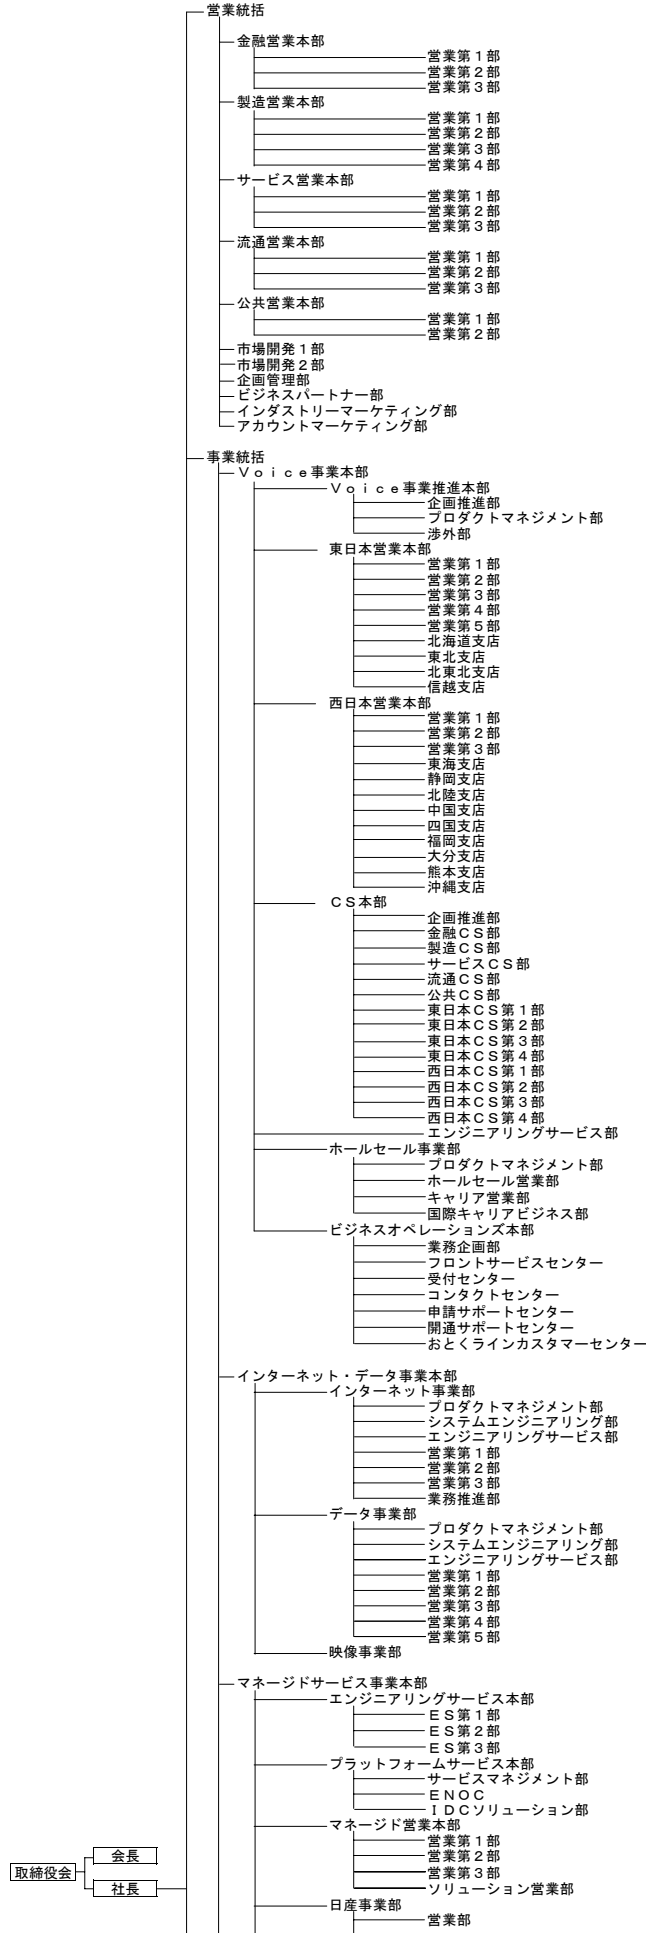 営業統括
金融営業本部
営業第１部
営業第２部
営業第３部
製造営業本部
営業第１部
営業第２部
営業第３部
営業第４部
サービス営業本部
営業第１部
営業第２部
営業第３部
流通営業本部
営業第１部
営業第２部
営業第３部
公共営業本部
営業第１部
営業第２部
市場開発１部
市場開発２部
企画管理部
ビジネスパートナー部
インダストリーマーケティング部
アカウントマーケティング部
事業統括
Ｖｏｉｃｅ事業本部
Ｖｏｉｃｅ事業推進本部
企画推進部
プロダクトマネジメント部
渉外部
東日本営業本部
営業第１部
営業第２部
営業第３部
営業第４部
営業第５部
北海道支店
東北支店
北東北支店
信越支店
西日本営業本部
営業第１部
営業第２部
営業第３部
東海支店
静岡支店
北陸支店
中国支店
四国支店
福岡支店
大分支店
熊本支店
沖縄支店
ＣＳ本部
企画推進部
金融ＣＳ部
製造ＣＳ部
サービスＣＳ部
流通ＣＳ部
公共ＣＳ部
東日本ＣＳ第１部
東日本ＣＳ第２部
東日本ＣＳ第３部
東日本ＣＳ第４部
西日本ＣＳ第１部
西日本ＣＳ第２部
西日本ＣＳ第３部
西日本ＣＳ第４部
エンジニアリングサービス部
ホールセール事業部
プロダクトマネジメント部
ホールセール営業部
キャリア営業部
国際キャリアビジネス部
ビジネスオペレーションズ本部
業務企画部
フロントサービスセンター
受付センター
コンタクトセンター
申請サポートセンター
開通サポートセンター
おとくラインカスタマーセンター
インターネット・データ事業本部
インターネット事業部
プロダクトマネジメント部
システムエンジニアリング部
エンジニアリングサービス部
営業第１部
営業第２部
営業第３部
業務推進部
データ事業部
プロダクトマネジメント部
システムエンジニアリング部
エンジニアリングサービス部
営業第１部
営業第２部
営業第３部
営業第４部
営業第５部
映像事業部
マネージドサービス事業本部
エンジニアリングサービス本部
ＥＳ第１部
ＥＳ第２部
ＥＳ第３部
プラットフォームサービス本部
サービスマネジメント部
ＥＮＯＣ
ＩＤＣソリューション部
マネージド営業本部
営業第１部
営業第２部
営業第３部
ソリューション営業部
日産事業部
営業部
会長
取締役会
社長